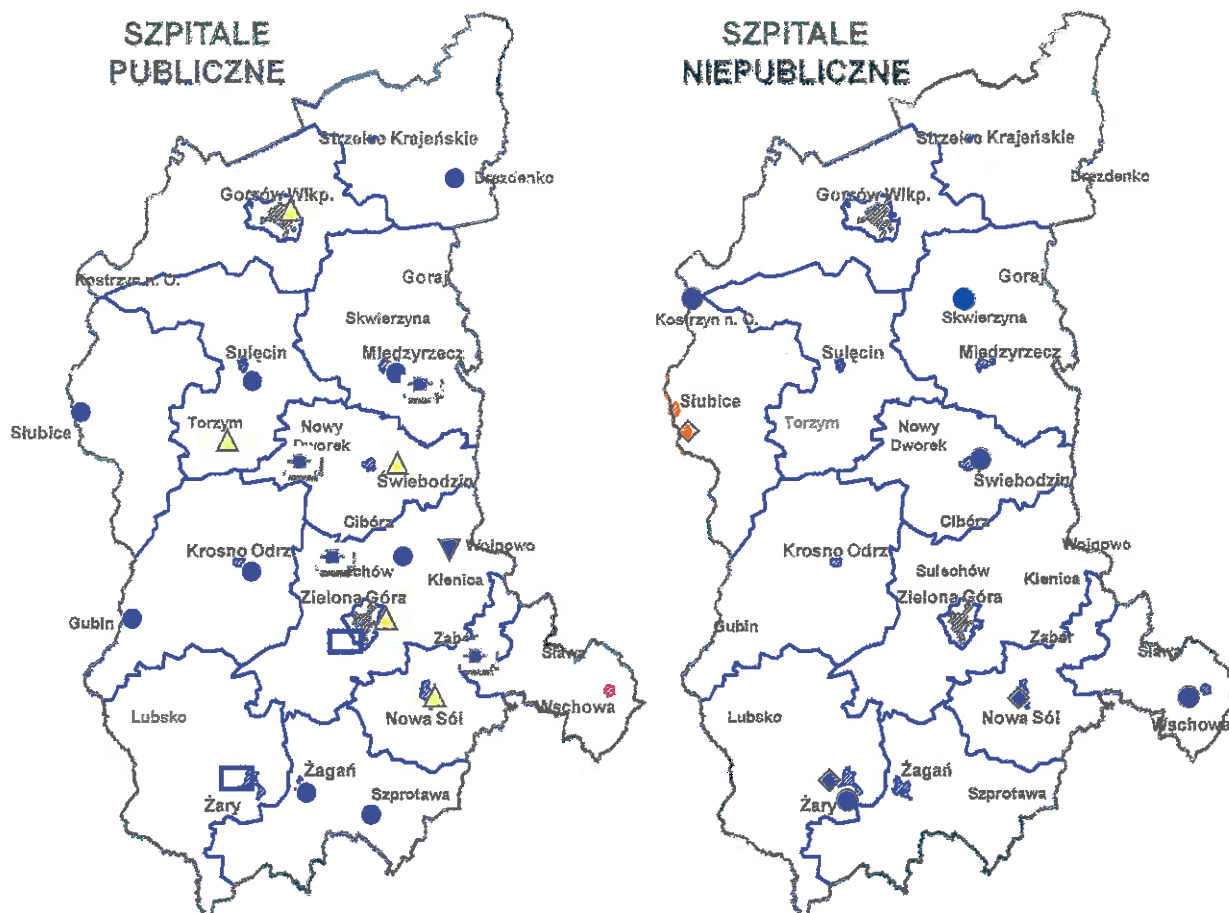 SZPITALE
PUBLICZNE
Strzelce Krajeńskie
Drezdenko
Gorzów Wlkp.
Kostrzyn n. O.
Goraj
Skwierzyna
Międzyrzecz
Sulęcin
Słubice
Torzym
Nowy
Dworek
Świebodzin
Cibórz
Krosno Odrz
Wojnowo
Sulechów
Klenica
Zielona Góra
Gubin
Zabór
Sława
Wschowa
Nowa Sól
Lubsko
Żagań
Żary
Szprotawa
SZPITALE
NIEPUBLICZNE
Strzelce Krajeńskie
Drezdenko
Gorzów Wlkp.
Goraj
Kostrzyn n. O.
Skwierzyna
Sulęcin
Międzyrzecz
Słubice
Torzym
Nowy
Dworek
Świebodzin
Cibórz
Krosno Odrz
Wojnowo
Sulechów
Klenica
Zielona Góra
Gubin
Zabór
Sława
Wschowa
Nowa Sól
Lubsko
Żagań
Żary
Szprotawa